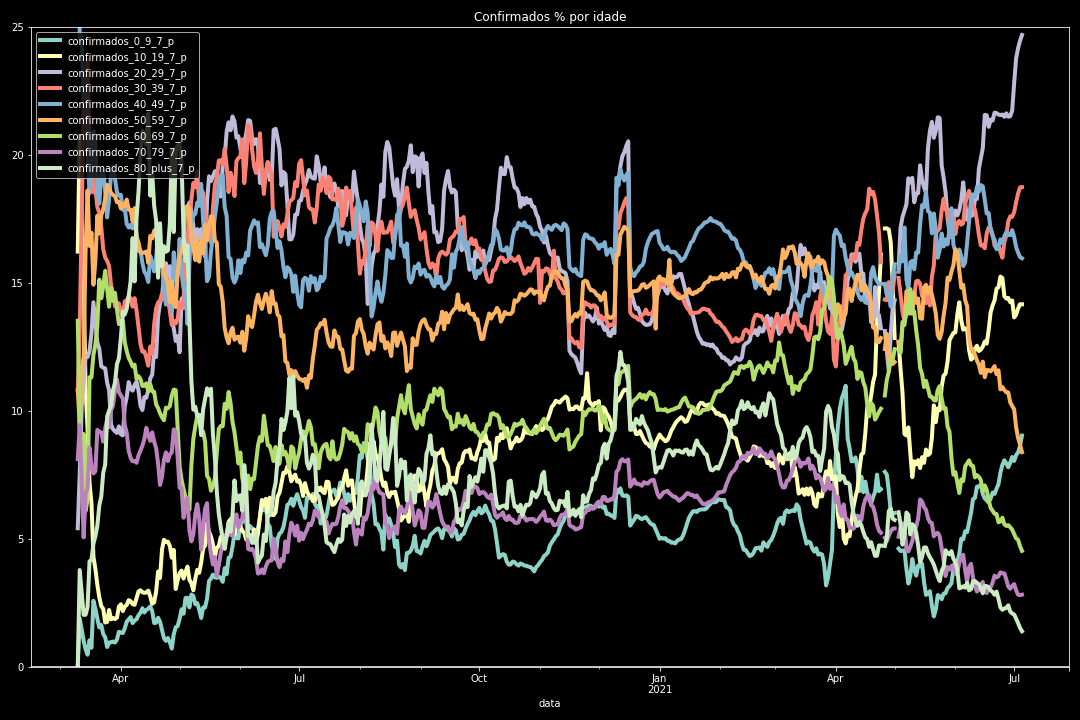 Confirmados % por idade
25
20
15
10
5
0
confirmados_0_9_7_p
confirmados_10_19_7_p
confirmados_20_29_7_p
confirmados_30_39_7_p
confirmados_40_49_7_p
confirmados_50_59_7_p
confirmados_60_69_7_p
confirmados_70_79_7_p
confirmados_80_plus_7_p
Apr Jul Oct Jan Apr Jul
2021
data